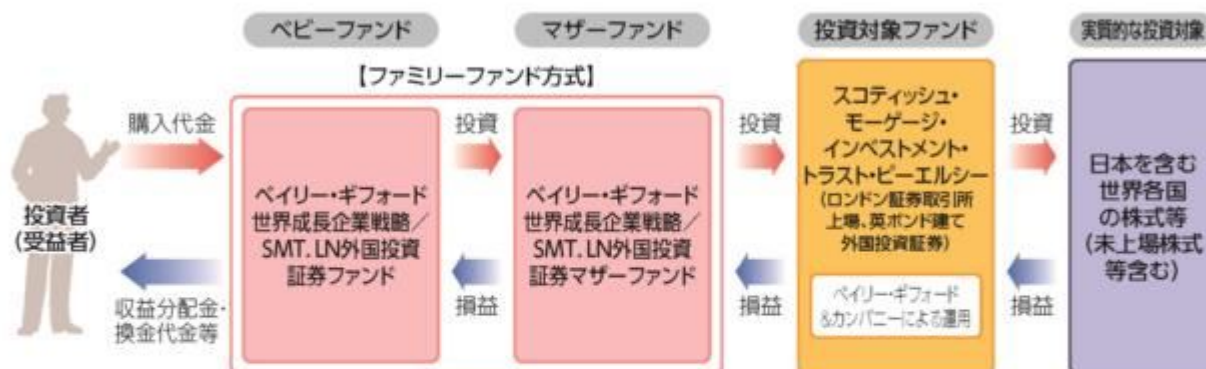 ベビーファンド
マザーファンド
投資対象ファンド
実質的な投資対象
【ファミリーファンド方式】
投資者
(受益者)
購入代金
収益分配金・
換金代金等
ベイリー・ギフォード
世界成長企業戦略/
SMT.LN外国投資
証券ファンド
投資
損益
ベイリー・ギフォード
世界成長企業戦略/
SMT.LN外国投資
証券マザーファンド
投資
損益
スコティッシュ・
モーゲージ・
インベストメント・
トラスト・ピーエルシー
(ロンドン証券取引所
上場、英ポンド建て
外国投資証券)
ベイリー・ギフォード
&カンパニーによる運用
投資
損益
日本を含む
世界各国
の株式等
(未上場株式
等含む)